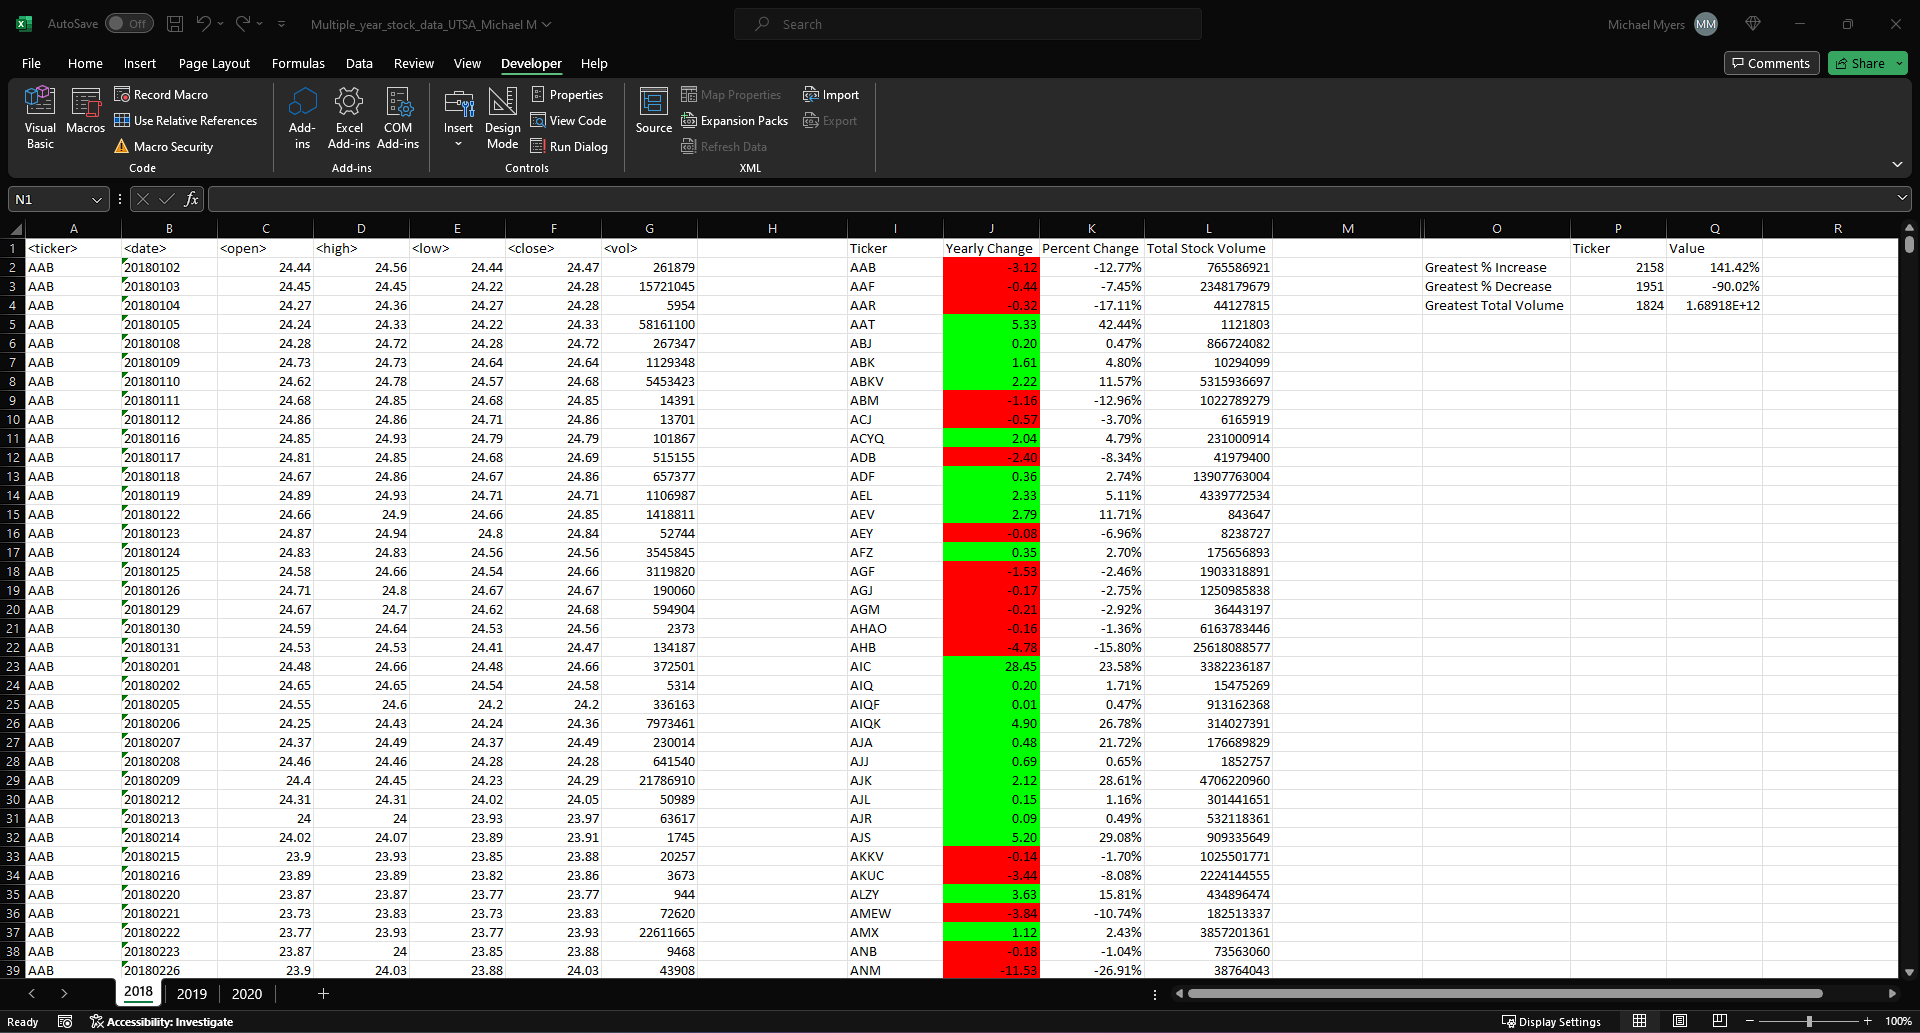 AutoSave Off Multiple_year_stock_data_UTSA_Michael M Search Michael Myers MM
File Home Insert Page Layout Formulas Data Review View Developer Help Comments Share
Visual Basic Macros Record Macro Use Relative References Macro Security Code
Add-ins Excel Add-ins COM Add-ins Add-ins
Insert Design Mode Properties View Code Run Dialog Controls
Source Map Properties Expansion Packs Refresh Data Import Export XML
N1 fx
A B C D E F G H I J K L M O P Q R
1 <ticker> <date> <open> <high> <low> <close> <vol> Ticker Yearly Change Percent Change Total Stock Volume Ticker Value
2 AAB 20180102 24.44 24.56 24.44 24.47 261879 AAB -3.12 -12.77% 765586921 Greatest % Increase 2158 141.42%
3 AAB 20180103 24.45 24.45 24.22 24.28 15721045 AAF -0.44 -7.45% 2348179679 Greatest % Decrease 1951 -90.02%
4 AAB 20180104 24.27 24.36 24.27 24.28 5954 AAR -0.32 -17.11% 44127815 Greatest Total Volume 1824 1.68918E+12
5 AAB 20180105 24.24 24.33 24.22 24.33 58161100 AAT 5.33 42.44% 1121803
6 AAB 20180108 24.28 24.72 24.28 24.72 267347 ABJ 0.20 0.47% 866724082
7 AAB 20180109 24.73 24.73 24.64 24.64 1129348 ABK 1.61 4.80% 10294099
8 AAB 20180110 24.62 24.78 24.57 24.68 5453423 ABKV 2.22 11.57% 5315936697
9 AAB 20180111 24.68 24.85 24.68 24.85 14391 ABM -1.16 -12.96% 1022789279
10 AAB 20180112 24.86 24.86 24.71 24.86 13701 ACJ -0.57 -3.70% 6165919
11 AAB 20180116 24.85 24.93 24.79 24.79 101867 ACYQ 2.04 4.79% 231000914
12 AAB 20180117 24.81 24.85 24.68 24.69 515155 ADB -2.40 -8.34% 41979400
13 AAB 20180118 24.67 24.86 24.67 24.86 657377 ADF 0.36 2.74% 13907763004
14 AAB 20180119 24.89 24.93 24.71 24.71 1106987 AEL 2.33 5.11% 4339772534
15 AAB 20180122 24.66 24.9 24.66 24.85 1418811 AEV 2.79 11.71% 843647
16 AAB 20180123 24.87 24.94 24.8 24.84 52744 AEY -0.08 -6.96% 8238727
17 AAB 20180124 24.83 24.83 24.56 24.56 3545845 AFZ 0.35 2.70% 175656893
18 AAB 20180125 24.58 24.66 24.54 24.66 3119820 AGF -1.53 -2.46% 1903318891
19 AAB 20180126 24.71 24.8 24.67 24.67 190060 AGJ -0.17 -2.75% 1250985838
20 AAB 20180129 24.67 24.7 24.62 24.68 594904 AGM -0.21 -2.92% 36443197
21 AAB 20180130 24.59 24.64 24.53 24.56 2373 AHAO -0.16 -1.36% 6163783446
22 AAB 20180131 24.53 24.53 24.41 24.47 134187 AHB -4.78 -15.80% 25618088577
23 AAB 20180201 24.48 24.66 24.48 24.66 372501 AIC 28.45 23.58% 3382236187
24 AAB 20180202 24.65 24.65 24.54 24.58 5314 AIQ 0.20 1.71% 15475269
25 AAB 20180205 24.55 24.6 24.2 24.2 336163 AIQF 0.01 0.47% 913162368
26 AAB 20180206 24.25 24.43 24.24 24.36 7973461 AIQK 4.90 26.78% 314027391
27 AAB 20180207 24.37 24.49 24.37 24.49 230014 AJA 0.48 21.72% 176689829
28 AAB 20180208 24.46 24.46 24.28 24.28 641540 AJJ 0.69 0.65% 1852757
29 AAB 20180209 24.4 24.45 24.23 24.29 21786910 AJK 2.12 28.61% 4706220960
30 AAB 20180212 24.31 24.31 24.02 24.05 50989 AJL 0.15 1.16% 301441651
31 AAB 20180213 24 24 23.93 23.97 63617 AJR 0.09 0.49% 532118361
32 AAB 20180214 24.02 24.07 23.89 23.91 1745 AJS 5.20 29.08% 909335649
33 AAB 20180215 23.9 23.93 23.85 23.88 20257 AKKV -0.14 -1.70% 1025501771
34 AAB 20180216 23.89 23.89 23.82 23.86 3673 AKUC -3.44 -8.08% 2224144555
35 AAB 20180220 23.87 23.87 23.77 23.77 944 ALZY 3.63 15.81% 434896474
36 AAB 20180221 23.73 23.83 23.73 23.83 72620 AMEW -3.84 -10.74% 182513337
37 AAB 20180222 23.77 23.93 23.77 23.93 22611665 AMX 1.12 2.43% 3857201361
38 AAB 20180223 23.87 24 23.85 23.88 9468 ANB -0.18 -1.04% 73563060
39 AAB 20180226 23.9 24.03 23.88 24.03 43908 ANM -11.53 -26.91% 38764043
2018 2019 2020
Ready Accessibility: Investigate Display Settings 100%